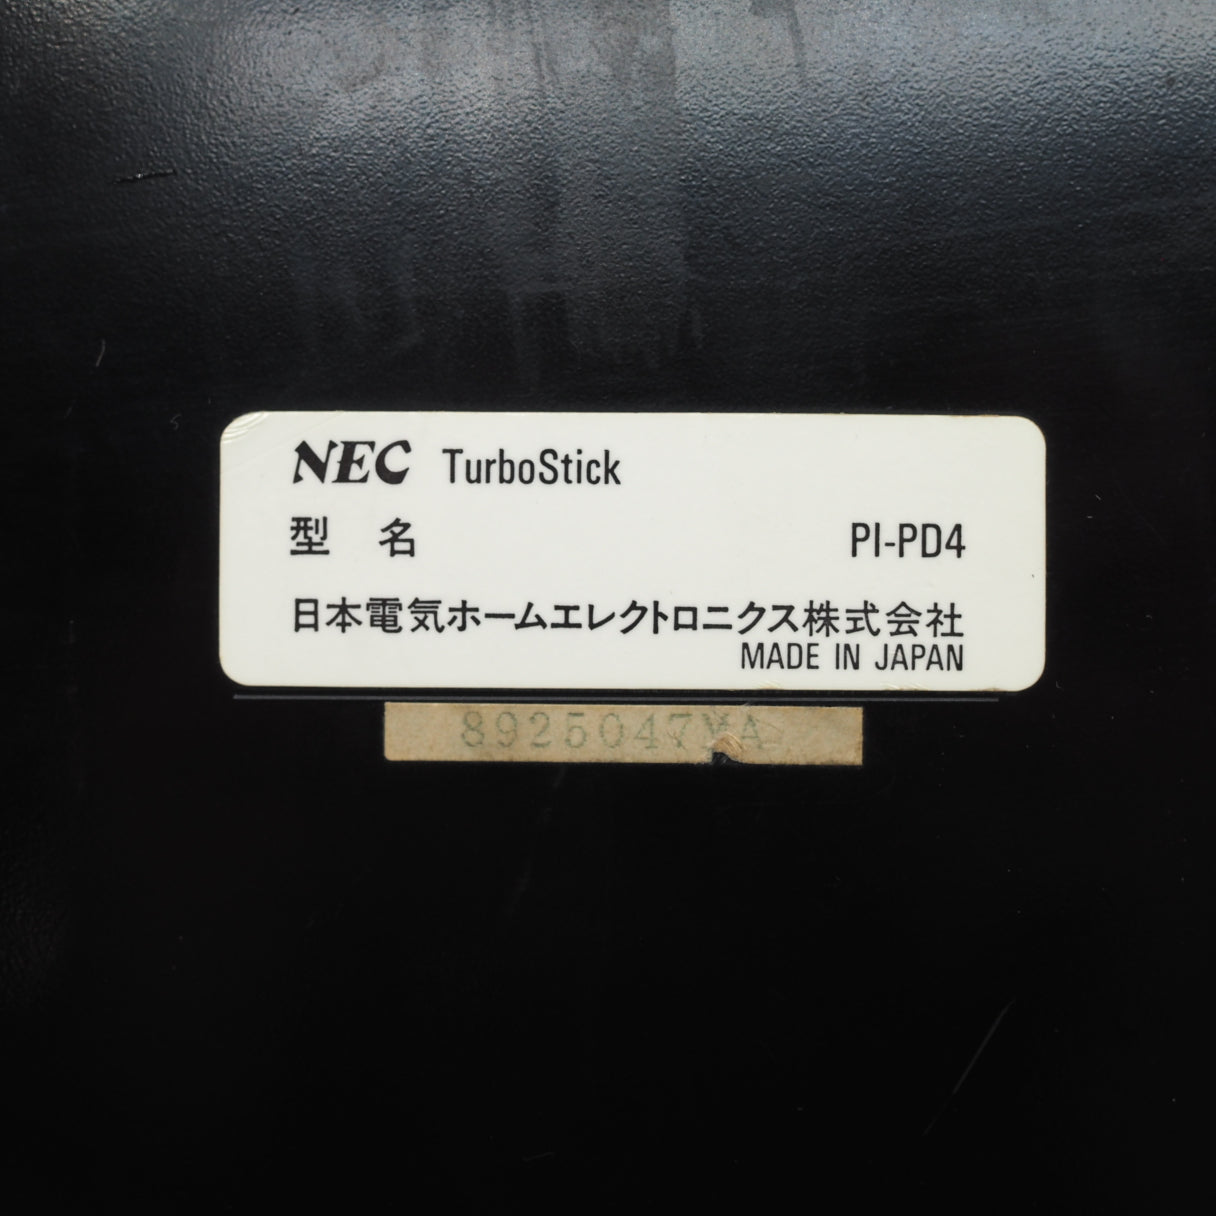 NEC TurboStick
型名 PI-PD4
日本電気ホームエレクトロニクス株式会社
MADE IN JAPAN
8925047YA